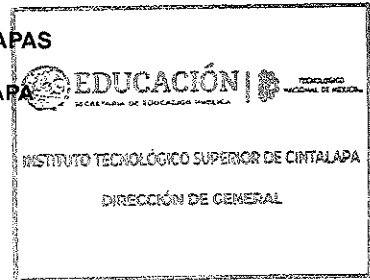 APAS
APA
EDUCACIÓN
SECRETARÍA DE EDUCACIÓN PÚBLICA
TECNOLÓGICO
NACIONAL DE MÉXICO
INSTITUTO TECNOLÓGICO SUPERIOR DE CINTALAPA
DIRECCIÓN DE GENERAL